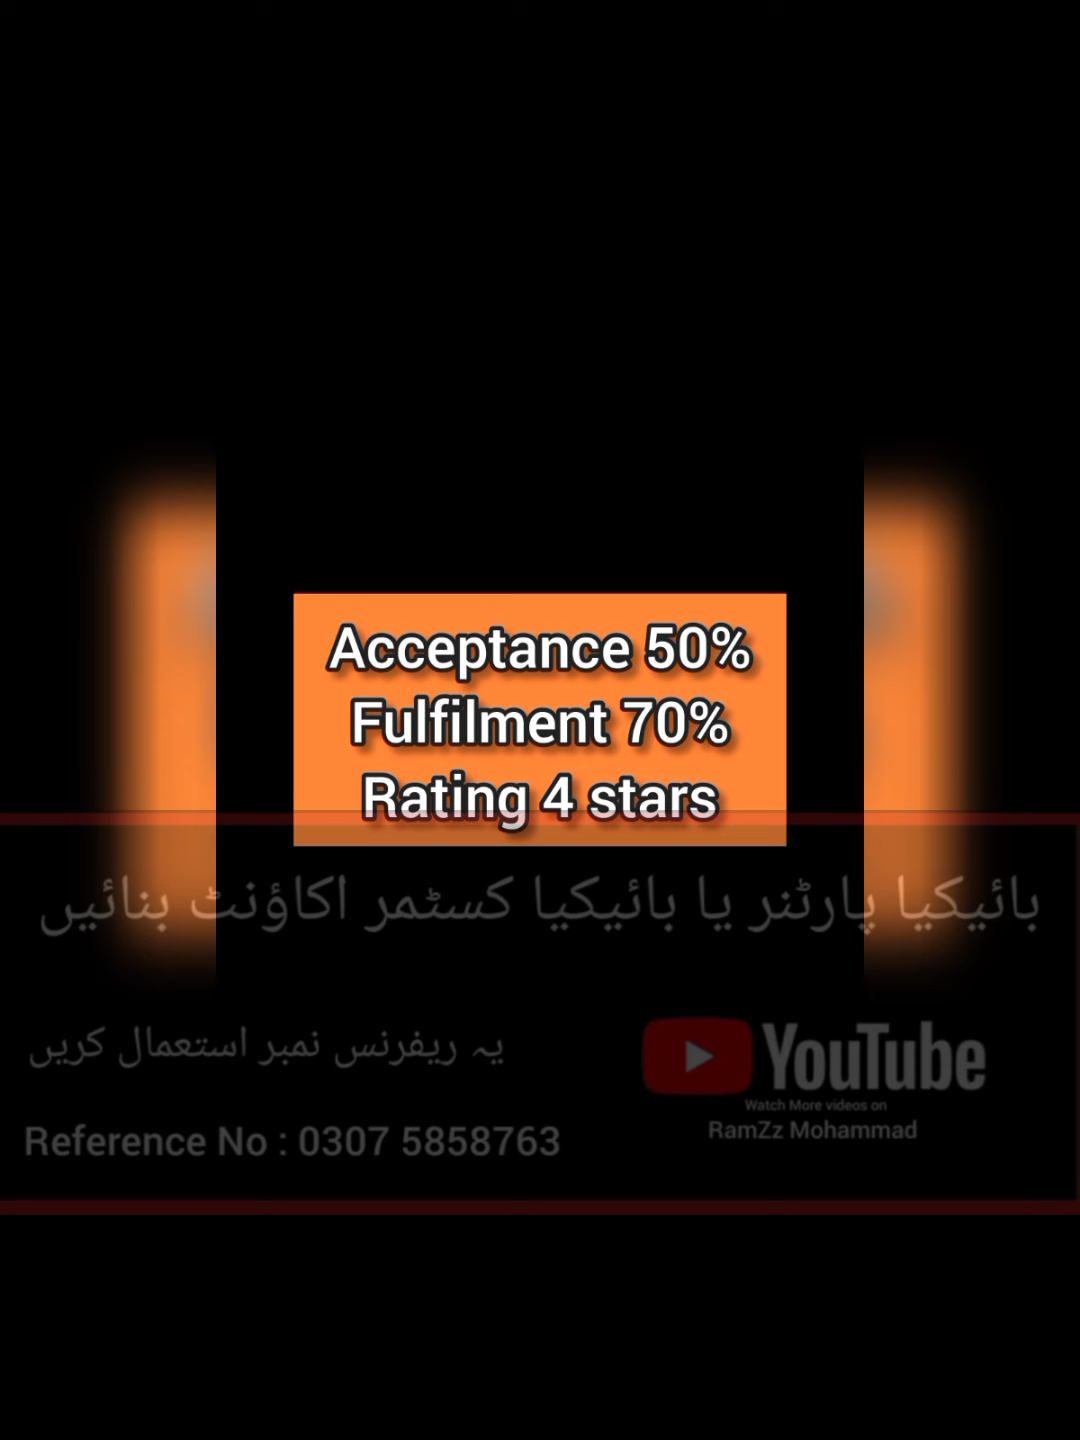 Acceptance 50%
Fulfilment 70%
Rating 4 stars
بائیکیا پارٹنر یا بائیکیا کسٹمر اکاؤنٹ بنائیں
یہ ریفرنس نمبر استعمال کریں
Reference No : 0307 5858763
YouTube
Watch More videos on
RamZz Mohammad